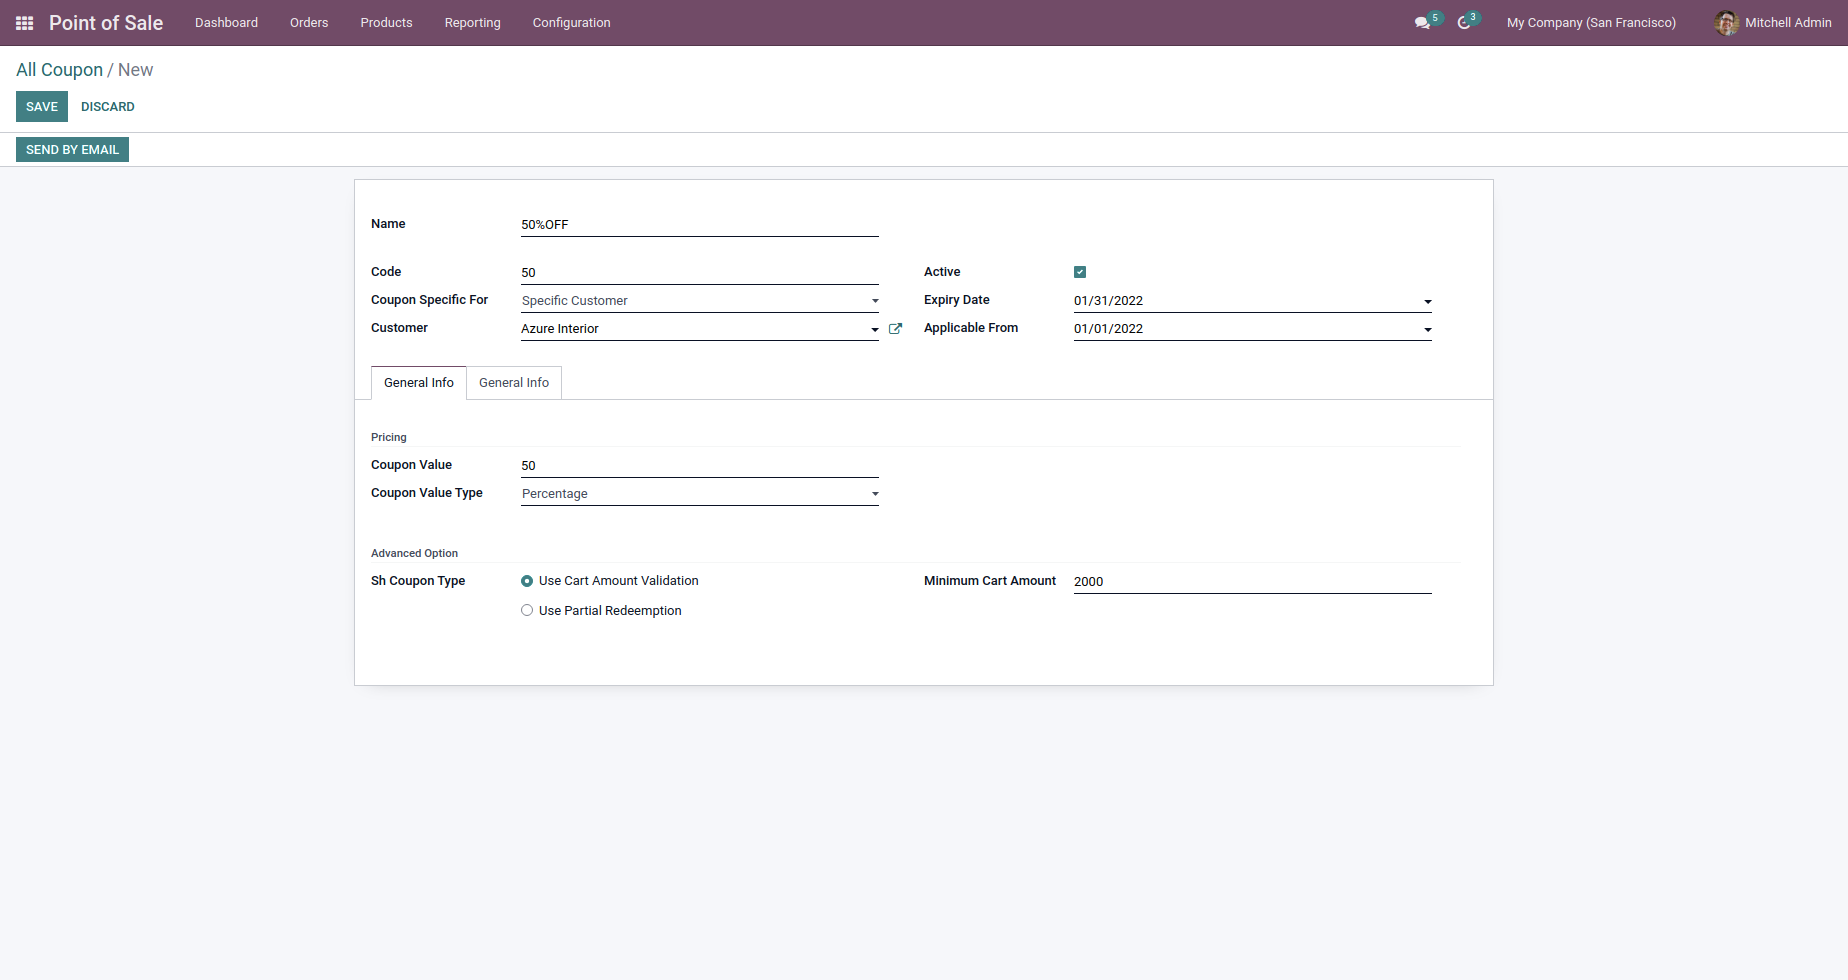 Point of Sale Dashboard Orders Products Reporting Configuration 5 3 My Company (San Francisco) Mitchell Admin
All Coupon / New
SAVE DISCARD
SEND BY EMAIL
Name 50%OFF
Code 50 Active
Coupon Specific For Specific Customer Expiry Date 01/31/2022
Customer Azure Interior Applicable From 01/01/2022
General Info General Info
Pricing
Coupon Value 50
Coupon Value Type Percentage
Advanced Option
Sh Coupon Type Use Cart Amount Validation Minimum Cart Amount 2000
Use Partial Redeemption